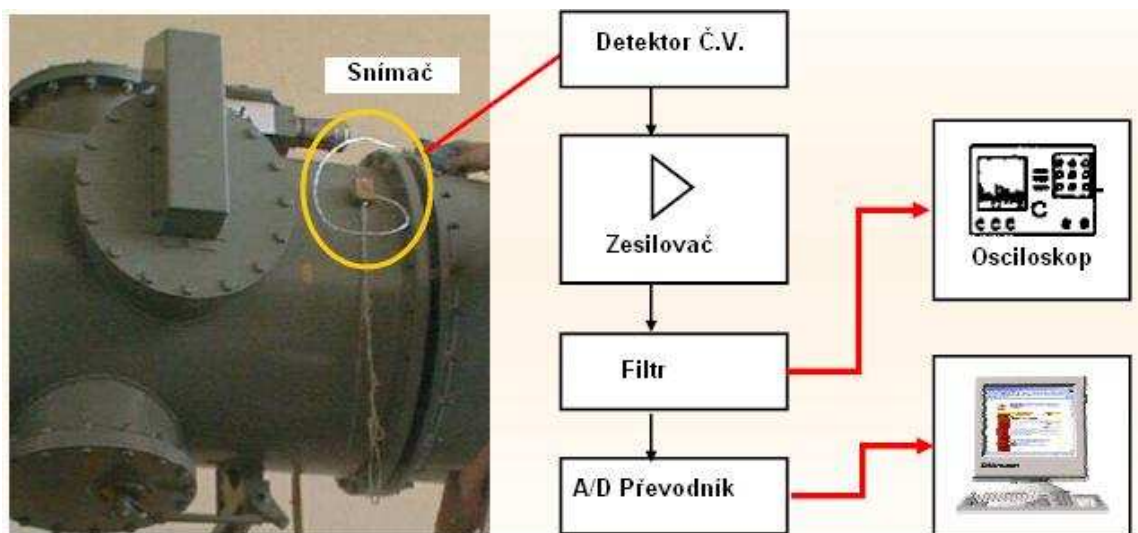 Snímač
Detektor Č.V.
Zesilovač
Filtr
A/D Převodník
Osciloskop